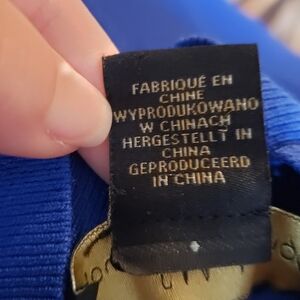 FABRIQUÉ EN
CHINE
WYPRODUKOWANO
W CHINACH
HERGESTELLT IN
CHINA
GEPRODUCEERD
IN CHINA